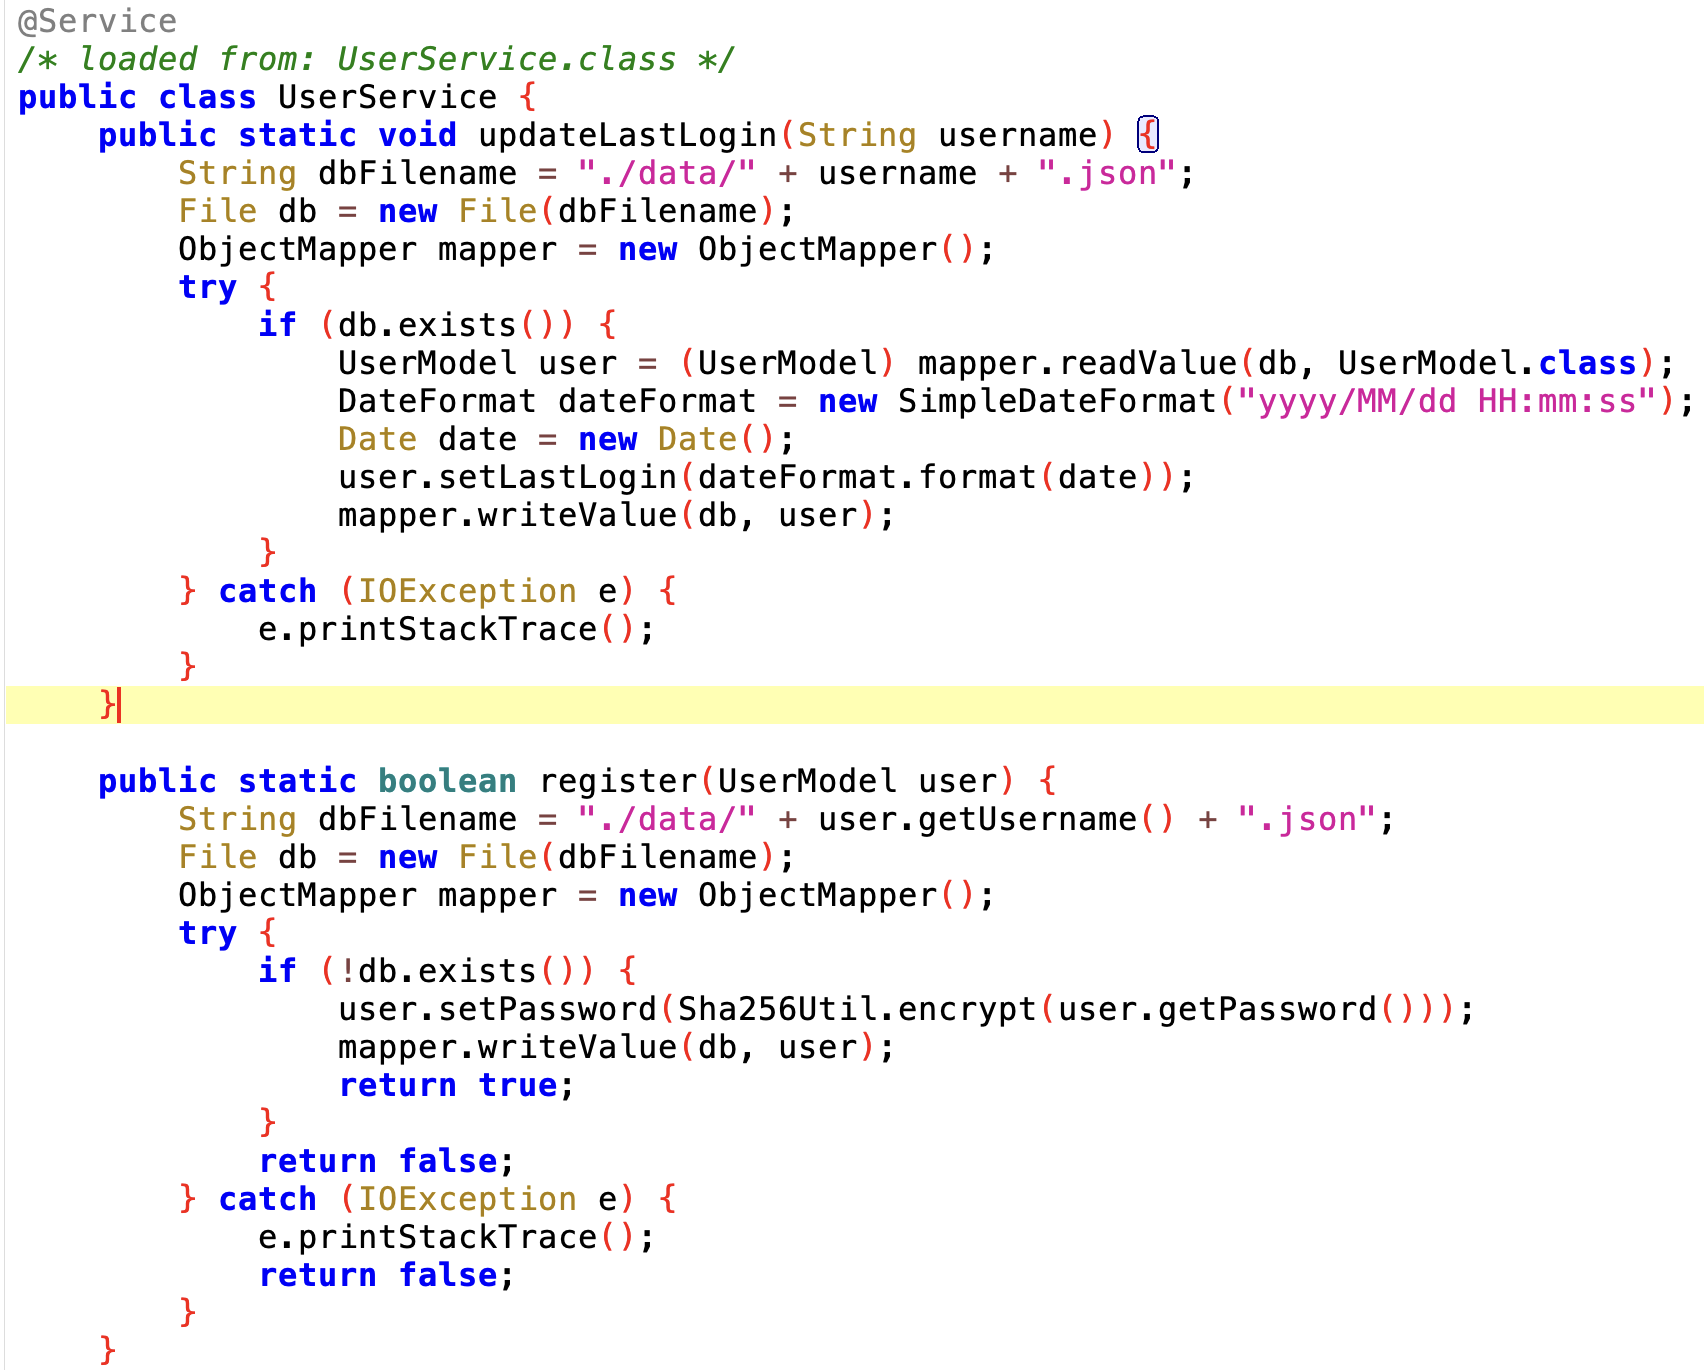 @Service
/* loaded from: UserService.class */
public class UserService {
    public static void updateLastLogin(String username) {
        String dbFilename = "./data/" + username + ".json";
        File db = new File(dbFilename);
        ObjectMapper mapper = new ObjectMapper();
        try {
            if (db.exists()) {
                UserModel user = (UserModel) mapper.readValue(db, UserModel.class);
                DateFormat dateFormat = new SimpleDateFormat("yyyy/MM/dd HH:mm:ss");
                Date date = new Date();
                user.setLastLogin(dateFormat.format(date));
                mapper.writeValue(db, user);
            }
        } catch (IOException e) {
            e.printStackTrace();
        }
    }

    public static boolean register(UserModel user) {
        String dbFilename = "./data/" + user.getUsername() + ".json";
        File db = new File(dbFilename);
        ObjectMapper mapper = new ObjectMapper();
        try {
            if (!db.exists()) {
                user.setPassword(Sha256Util.encrypt(user.getPassword()));
                mapper.writeValue(db, user);
                return true;
            }
            return false;
        } catch (IOException e) {
            e.printStackTrace();
            return false;
        }
    }